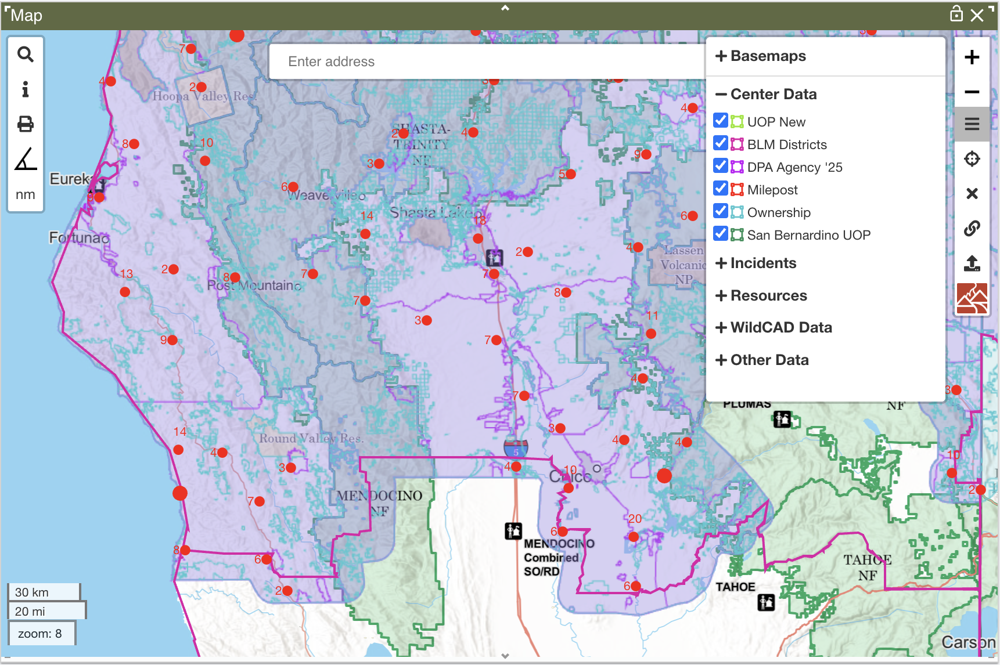 Map
Enter address
nm
+ Basemaps
− Center Data
UOP New
BLM Districts
DPA Agency '25
Milepost
Ownership
San Bernardino UOP
+ Incidents
+ Resources
+ WildCAD Data
+ Other Data
7
4
2
Hoopa Valley Res.
3
4
8
10
SHASTA-
2
4
TRINITY
NF
3
9
5
Eureka
6
Weaverville
Shasta Lake
14
18
6
Fortuna
2
4
Lassen
Volcanic
NP
13
2
8
Post Mountain
7
7
8
7
3
11
9
7
4
7
3
PLUMAS
NF
3
14
4
Round Valley Res.
3
4
4
5
4
10
Chico
10
2
7
MENDOCINO
NF
20
6
MENDOCINO
Combined
SO/RD
8
6
TAHOE
NF
2
6
TAHOE
30 km
20 mi
zoom: 8
Carson